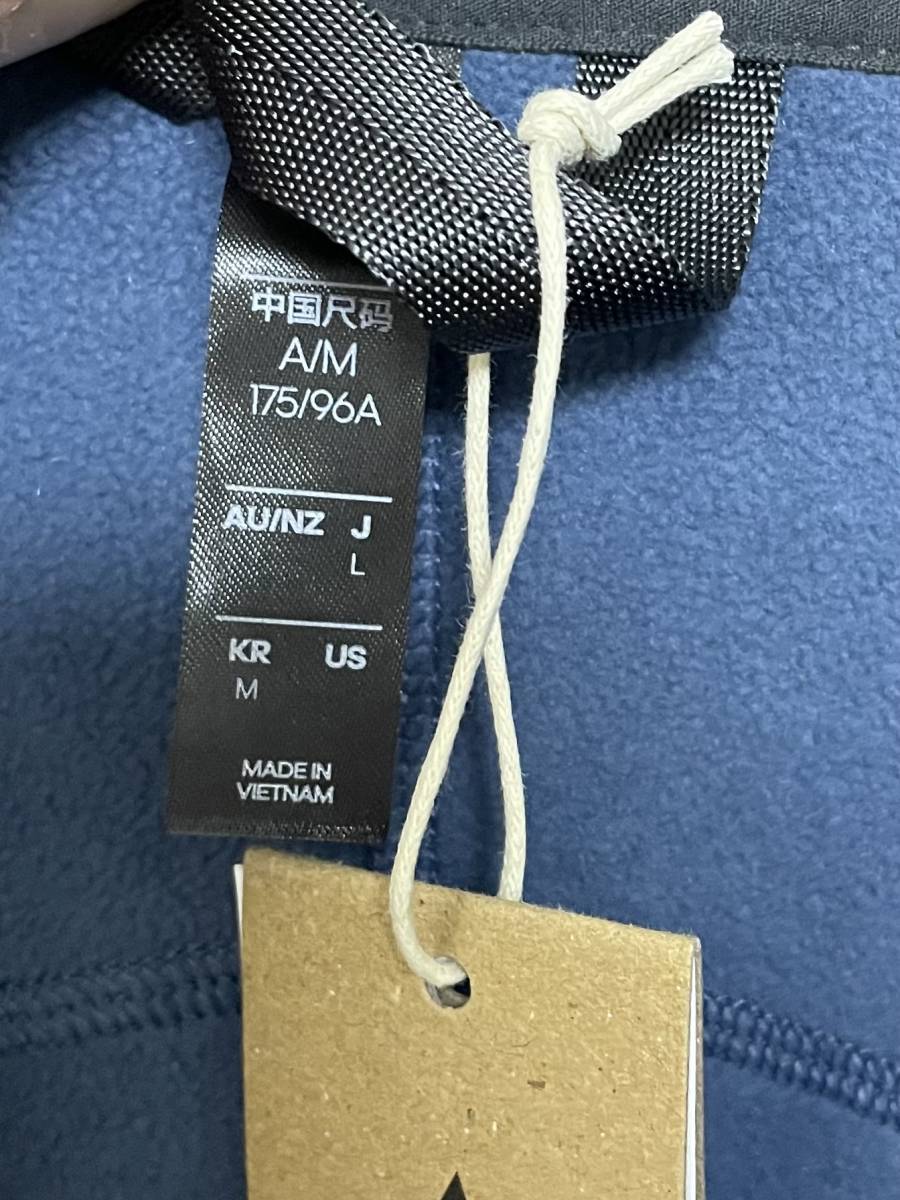 中国尺码
A/M
175/96A
AU/NZ J
L
KR US
M
MADE IN
VIETNAM